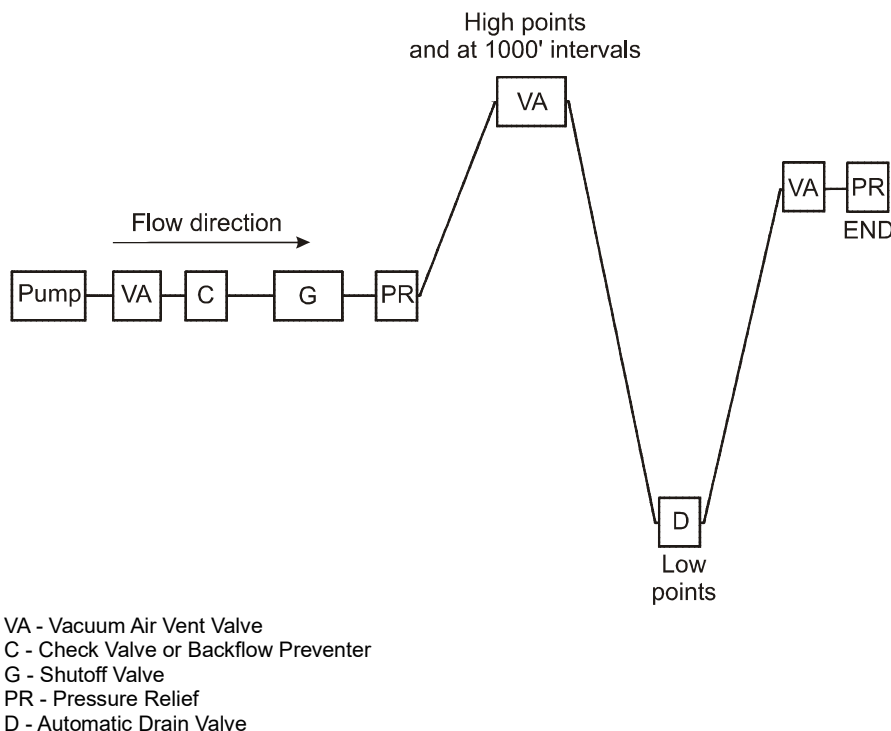 High points
and at 1000' intervals
VA
VA
PR
END
Flow direction
Pump
VA
C
G
PR
D
Low
points
VA - Vacuum Air Vent Valve
C - Check Valve or Backflow Preventer
G - Shutoff Valve
PR - Pressure Relief
D - Automatic Drain Valve